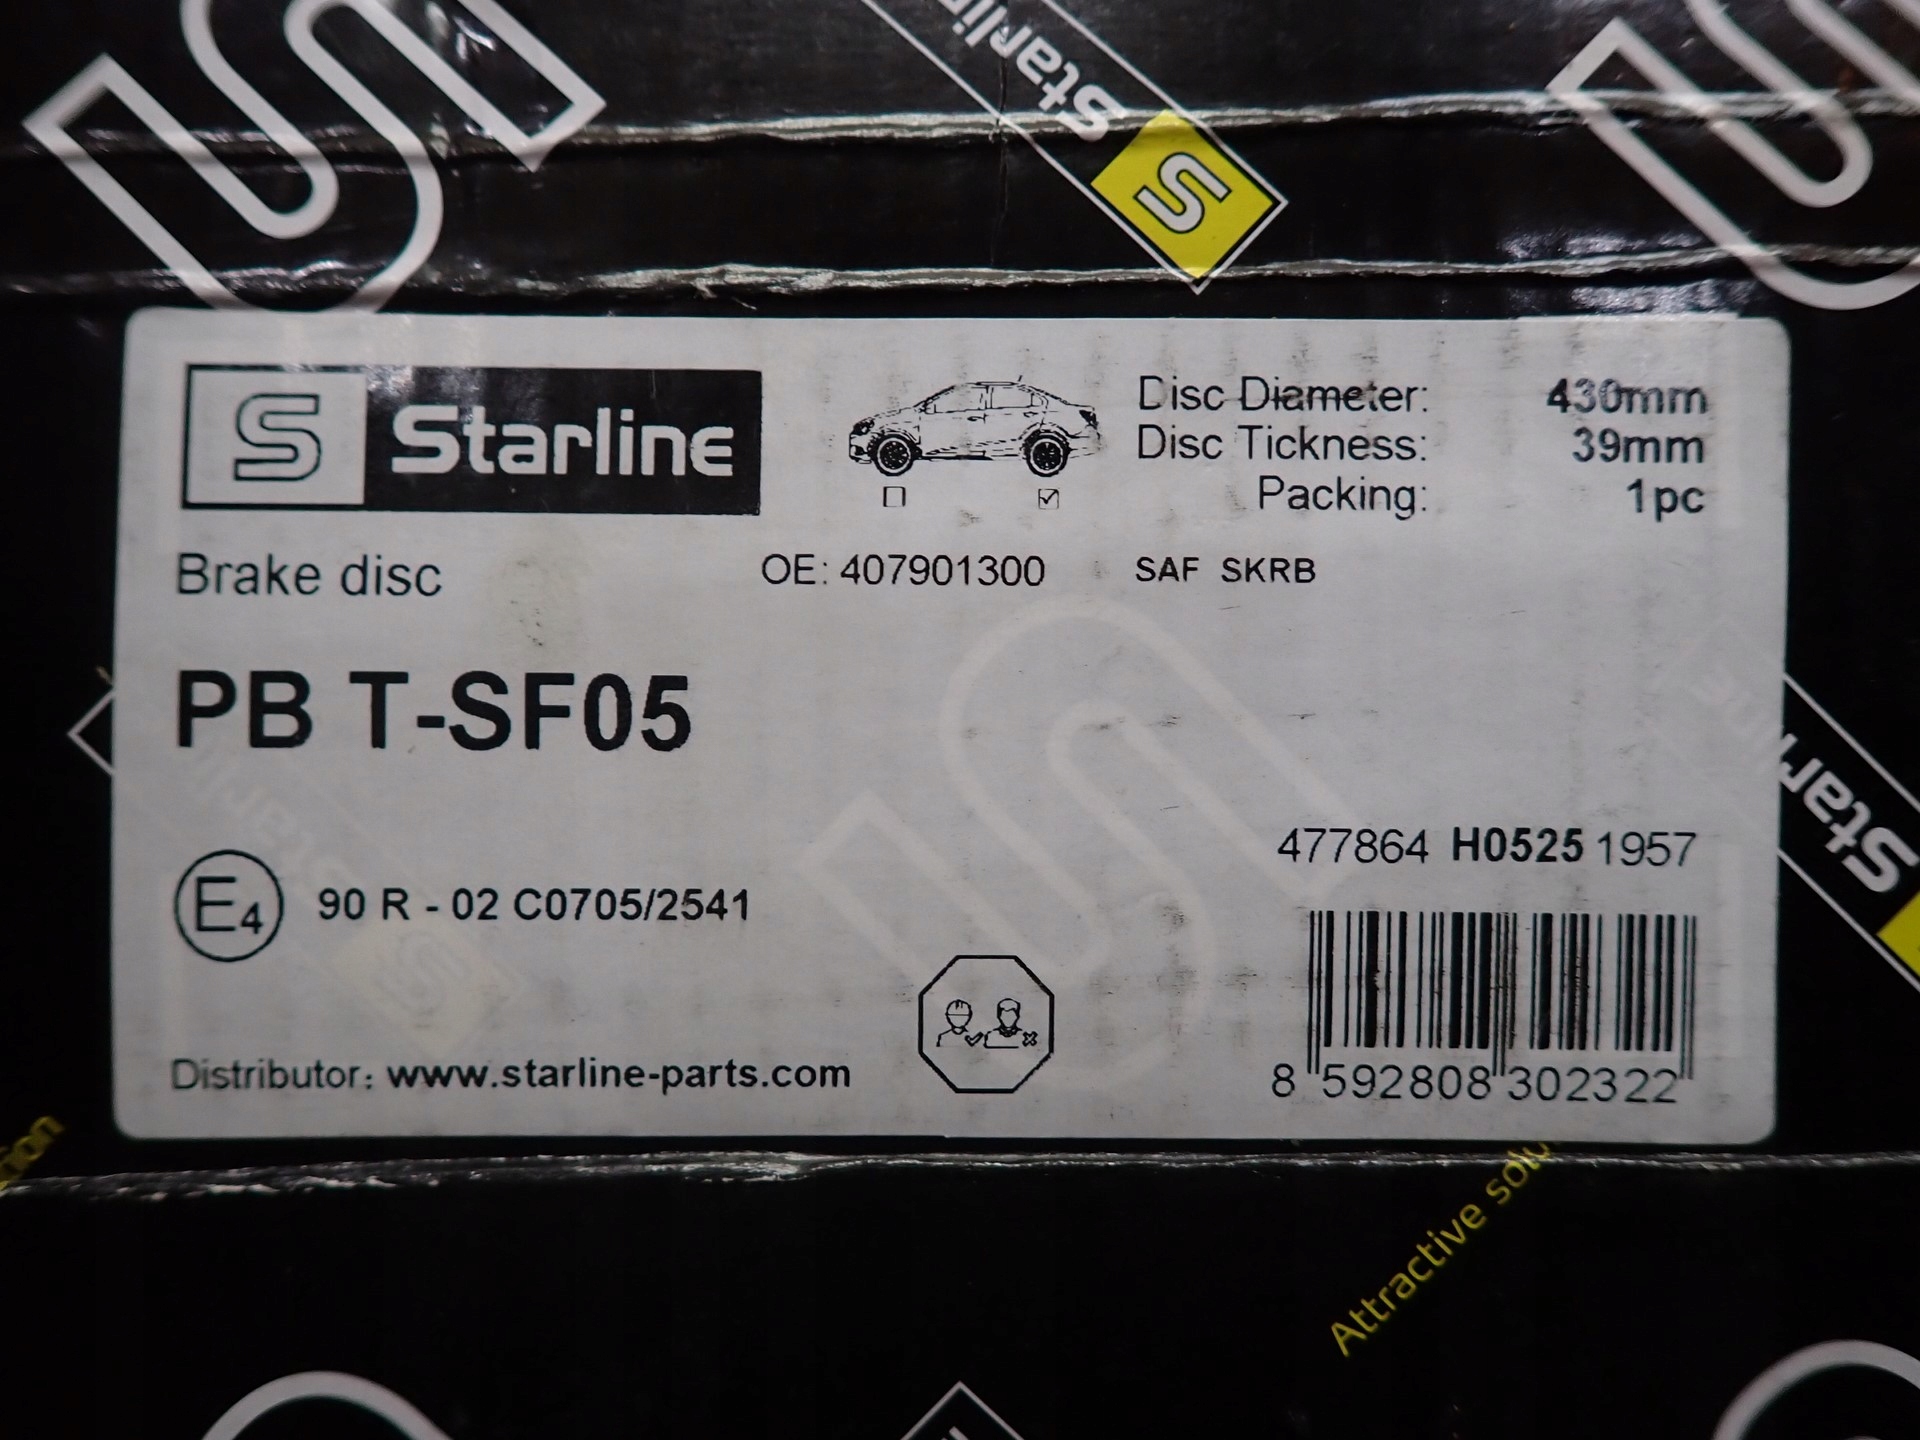 Starline
S
S Starline
Disc Diameter: 430mm
Disc Tickness: 39mm
Packing: 1pc
Brake disc OE: 407901300 SAF SKRB
PB T-SF05
Starline
477864 H0525 1957
E4 90 R - 02 C0705/2541
Distributor: www.starline-parts.com
8 592808 302322
Attractive